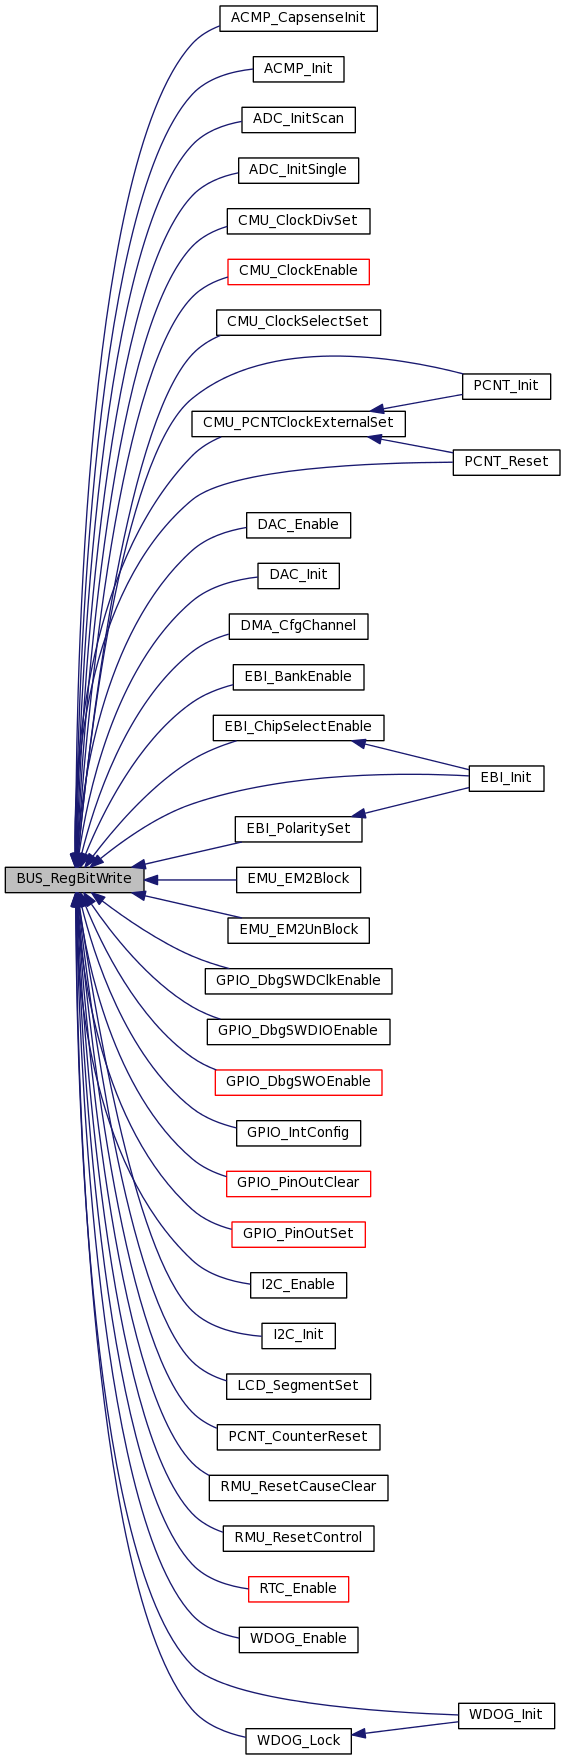 ACMP_CapsenseInit
ACMP_Init
ADC_InitScan
ADC_InitSingle
CMU_ClockDivSet
CMU_ClockEnable
CMU_ClockSelectSet
PCNT_Init
CMU_PCNTClockExternalSet
PCNT_Reset
DAC_Enable
DAC_Init
DMA_CfgChannel
EBI_BankEnable
EBI_ChipSelectEnable
EBI_Init
EBI_PolaritySet
BUS_RegBitWrite
EMU_EM2Block
EMU_EM2UnBlock
GPIO_DbgSWDClkEnable
GPIO_DbgSWDIOEnable
GPIO_DbgSWOEnable
GPIO_IntConfig
GPIO_PinOutClear
GPIO_PinOutSet
I2C_Enable
I2C_Init
LCD_SegmentSet
PCNT_CounterReset
RMU_ResetCauseClear
RMU_ResetControl
RTC_Enable
WDOG_Enable
WDOG_Init
WDOG_Lock